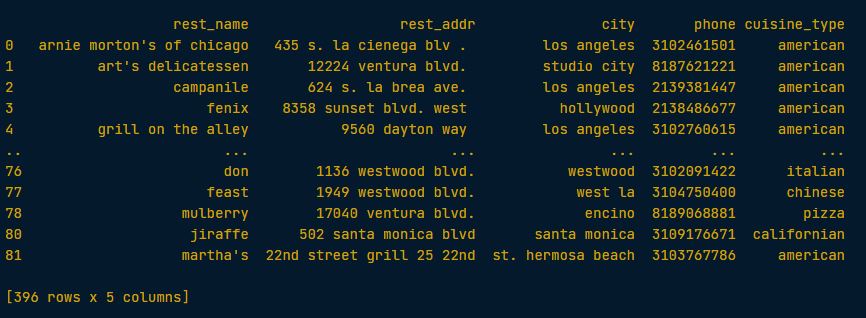 rest_name rest_addr city phone cuisine_type
0 arnie morton's of chicago 435 s. la cienega blv . los angeles 3102461501 american
1 art's delicatessen 12224 ventura blvd. studio city 8187621221 american
2 campanile 624 s. la brea ave. los angeles 2139381447 american
3 fenix 8358 sunset blvd. west hollywood 2138486677 american
4 grill on the alley 9560 dayton way los angeles 3102760615 american
.. ... ... ... ... ...
76 don 1136 westwood blvd. westwood 3102091422 italian
77 feast 1949 westwood blvd. west la 3104750400 chinese
78 mulberry 17040 ventura blvd. encino 8189068881 pizza
80 jiraffe 502 santa monica blvd santa monica 3109176671 californian
81 martha's 22nd street grill 25 22nd st. hermosa beach 3103767786 american
[396 rows x 5 columns]